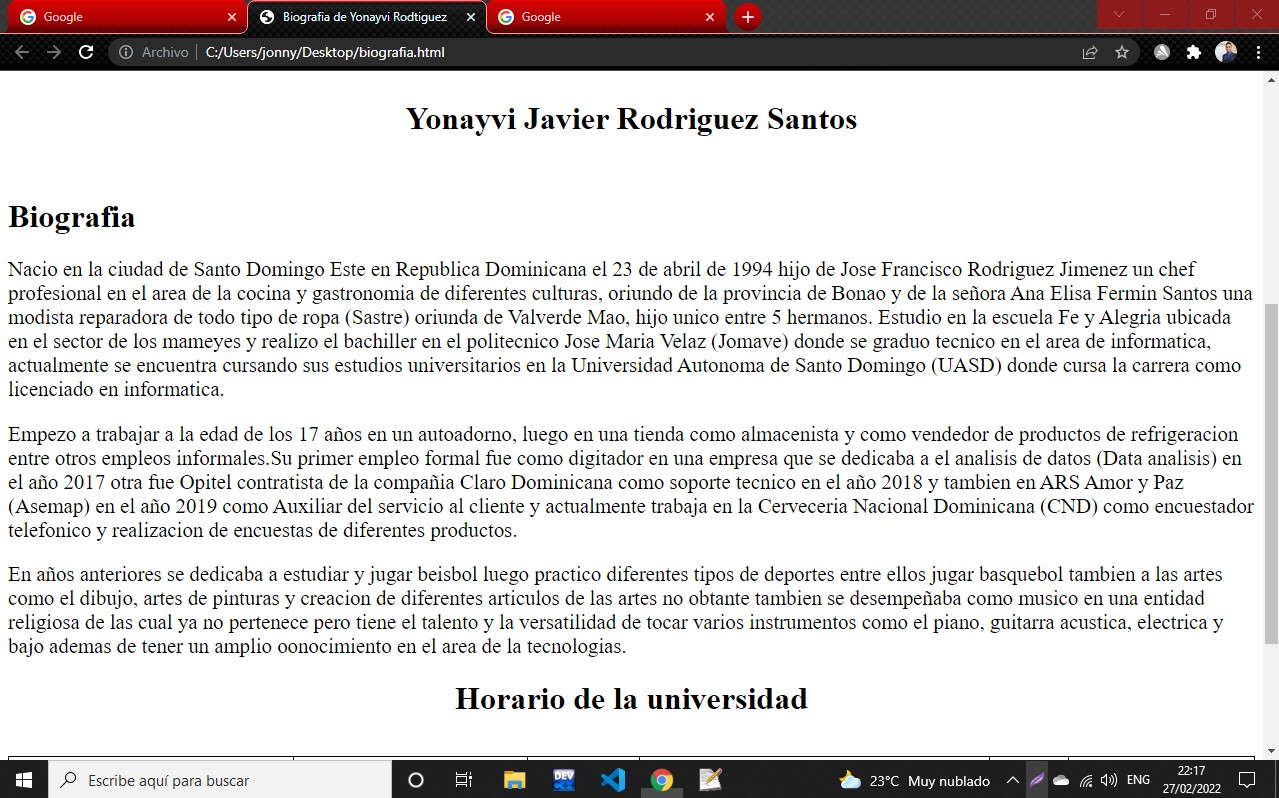 Google
Biografia de Yonayvi Rodtiguez
Google
Archivo
C:/Users/jonny/Desktop/biografia.html
Yonayvi Javier Rodriguez Santos
Biografia
Nacio en la ciudad de Santo Domingo Este en Republica Dominicana el 23 de abril de 1994 hijo de Jose Francisco Rodriguez Jimenez un chef
profesional en el area de la cocina y gastronomia de diferentes culturas, oriundo de la provincia de Bonao y de la señora Ana Elisa Fermin Santos una
modista reparadora de todo tipo de ropa (Sastre) oriunda de Valverde Mao, hijo unico entre 5 hermanos. Estudio en la escuela Fe y Alegria ubicada
en el sector de los mameyes y realizo el bachiller en el politecnico Jose Maria Velaz (Jomave) donde se graduo tecnico en el area de informatica,
actualmente se encuentra cursando sus estudios universitarios en la Universidad Autonoma de Santo Domingo (UASD) donde cursa la carrera como
licenciado en informatica.
Empezo a trabajar a la edad de los 17 años en un autoadorno, luego en una tienda como almacenista y como vendedor de productos de refrigeracion
entre otros empleos informales.Su primer empleo formal fue como digitador en una empresa que se dedicaba a el analisis de datos (Data analisis) en
el año 2017 otra fue Opitel contratista de la compañia Claro Dominicana como soporte tecnico en el año 2018 y tambien en ARS Amor y Paz
(Asemap) en el año 2019 como Auxiliar del servicio al cliente y actualmente trabaja en la Cerveceria Nacional Dominicana (CND) como encuestador
telefonico y realizacion de encuestas de diferentes productos.
En años anteriores se dedicaba a estudiar y jugar beisbol luego practico diferentes tipos de deportes entre ellos jugar basquebol tambien a las artes
como el dibujo, artes de pinturas y creacion de diferentes articulos de las artes no obtante tambien se desempeñaba como musico en una entidad
religiosa de las cual ya no pertenece pero tiene el talento y la versatilidad de tocar varios instrumentos como el piano, guitarra acustica, electrica y
bajo ademas de tener un amplio oonocimiento en el area de la tecnologias.
Horario de la universidad
Escribe aquí para buscar
DEV
23°C Muy nublado
ENG
22:17
27/02/2022